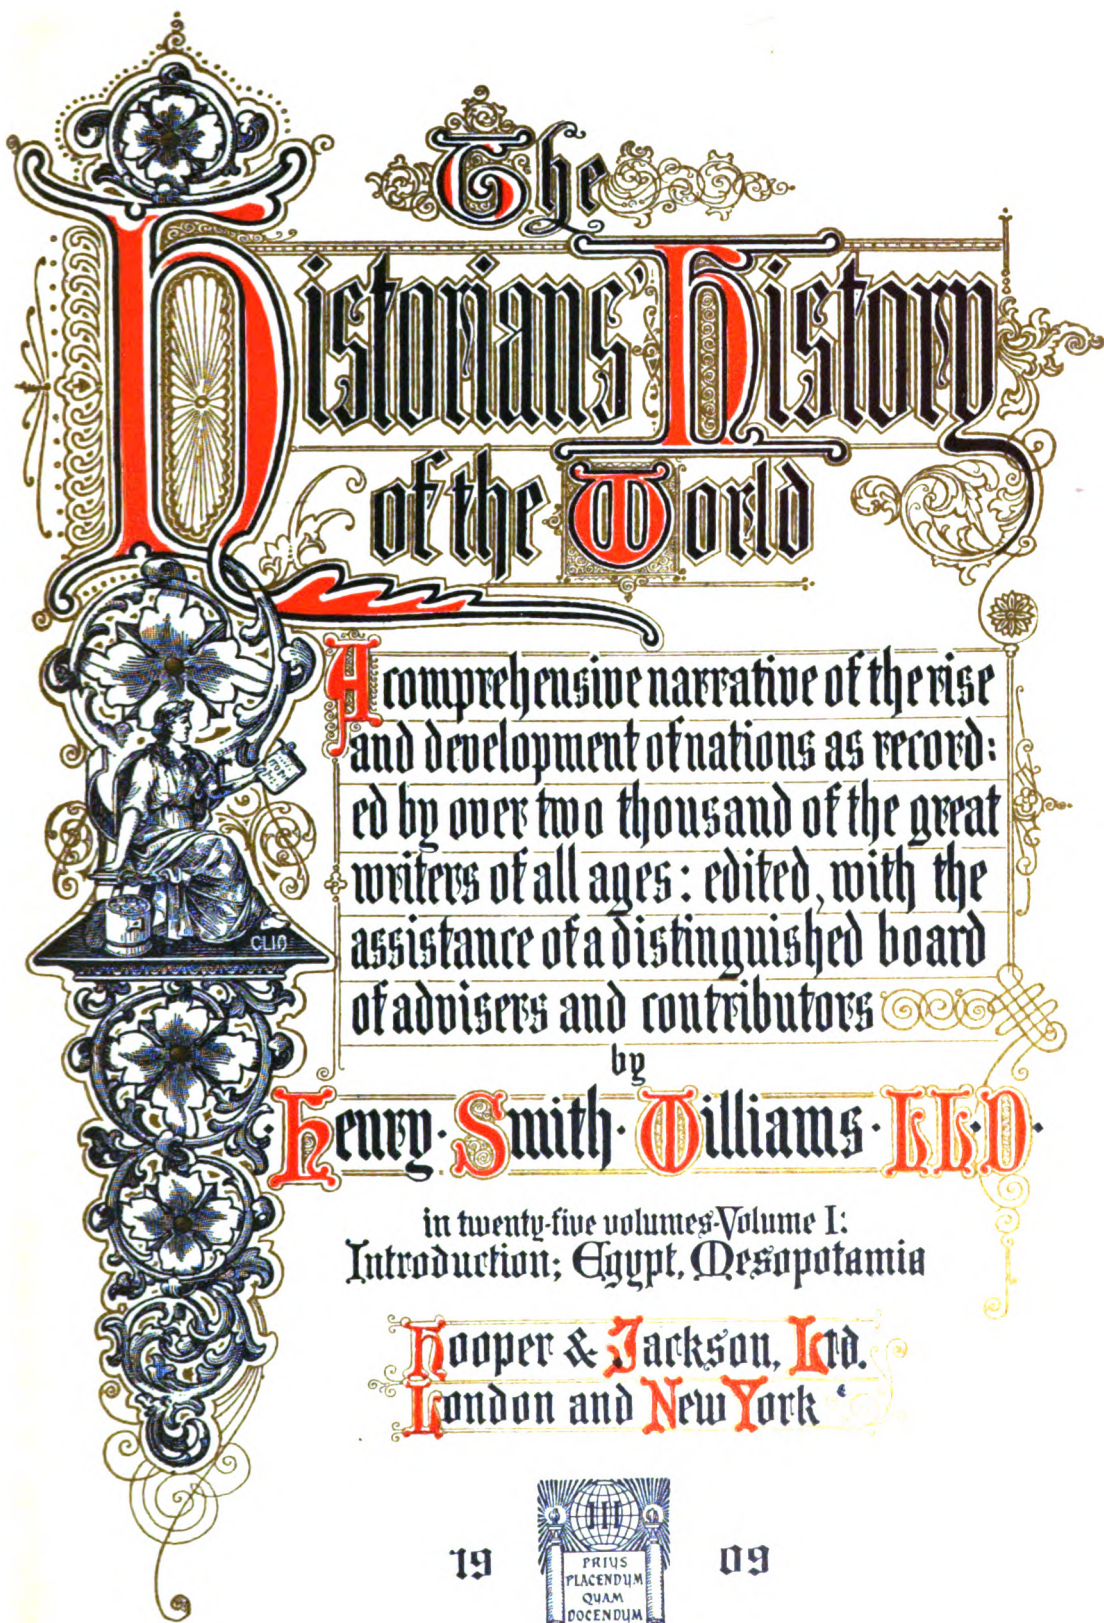 The
Historians' History
of the World
A comprehensive narrative of the rise
and development of nations as record:
ed by over two thousand of the great
writers of all ages: edited, with the
assistance of a distinguished board
of advisers and contributors
by
Henry · Smith · Williams · LL.D ·
in twenty-five volumes-Volume I:
Introduction; Egypt, Mesopotamia
Hooper & Jackson, Ltd.
London and New York
CLIO
III
PRIUS
PLACENDUM
QUAM
DOCENDUM
19 09